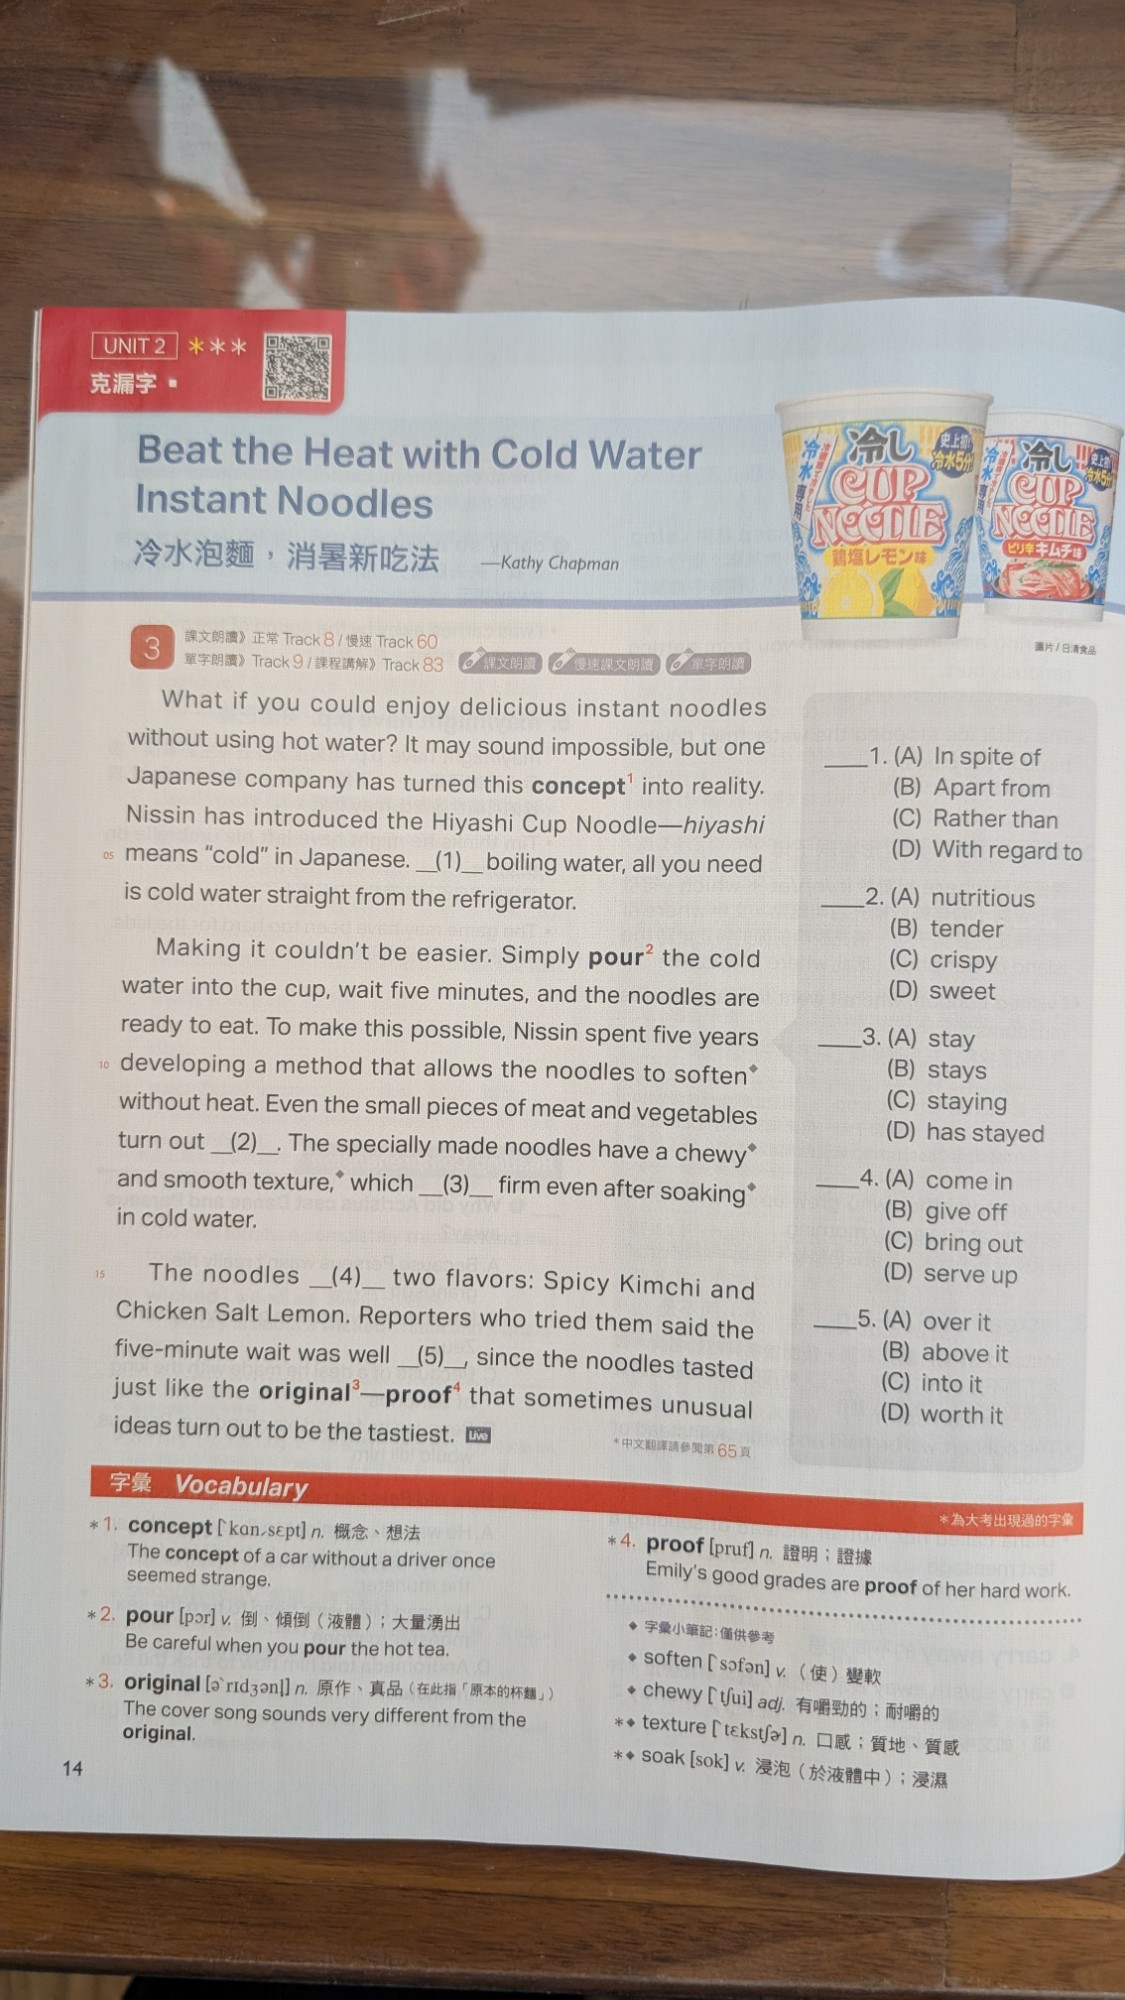 UNIT 2 ***
克漏字
Beat the Heat with Cold Water
Instant Noodles
冷水泡麵，消暑新吃法 —Kathy Chapman
冷し
CUP
NOODLE
鶏塩レモン味
冷水専用
史上初!
冷水5分!
冷し
CUP
NOODLE
ピリ辛キムチ味
圖片/日清食品
3
課文朗讀》正常 Track 8 / 慢速 Track 60
單字朗讀》Track 9 / 課程講解》Track 83 課文朗讀 慢速課文朗讀 單字朗讀
What if you could enjoy delicious instant noodles
without using hot water? It may sound impossible, but one
Japanese company has turned this concept1 into reality.
Nissin has introduced the Hiyashi Cup Noodle—hiyashi
05 means “cold” in Japanese. __(1)__ boiling water, all you need
is cold water straight from the refrigerator.
Making it couldn’t be easier. Simply pour2 the cold
water into the cup, wait five minutes, and the noodles are
ready to eat. To make this possible, Nissin spent five years
10 developing a method that allows the noodles to soften◆
without heat. Even the small pieces of meat and vegetables
turn out __(2)__. The specially made noodles have a chewy◆
and smooth texture,◆ which __(3)__ firm even after soaking◆
in cold water.
15 The noodles __(4)__ two flavors: Spicy Kimchi and
Chicken Salt Lemon. Reporters who tried them said the
five-minute wait was well __(5)__, since the noodles tasted
just like the original3—proof4 that sometimes unusual
ideas turn out to be the tastiest. Live
*中文翻譯請參閱第 65 頁
____1. (A) In spite of
(B) Apart from
(C) Rather than
(D) With regard to
____2. (A) nutritious
(B) tender
(C) crispy
(D) sweet
____3. (A) stay
(B) stays
(C) staying
(D) has stayed
____4. (A) come in
(B) give off
(C) bring out
(D) serve up
____5. (A) over it
(B) above it
(C) into it
(D) worth it
字彙 Vocabulary
*為大考出現過的字彙
*1. concept [ˋkɑnˏsɛpt] n. 概念、想法
The concept of a car without a driver once
seemed strange.
*2. pour [pɔr] v. 倒、傾倒（液體）；大量湧出
Be careful when you pour the hot tea.
*3. original [əˋrɪdʒənḷ] n. 原作、真品（在此指「原本的杯麵」）
The cover song sounds very different from the
original.
*4. proof [pruf] n. 證明；證據
Emily’s good grades are proof of her hard work.
◆ 字彙小筆記：僅供參考
◆ soften [ˋsɔfən] v.（使）變軟
◆ chewy [ˋtʃui] adj. 有嚼勁的；耐嚼的
*◆ texture [ˋtɛkstʃɚ] n. 口感；質地、質感
*◆ soak [sok] v. 浸泡（於液體中）；浸濕
14